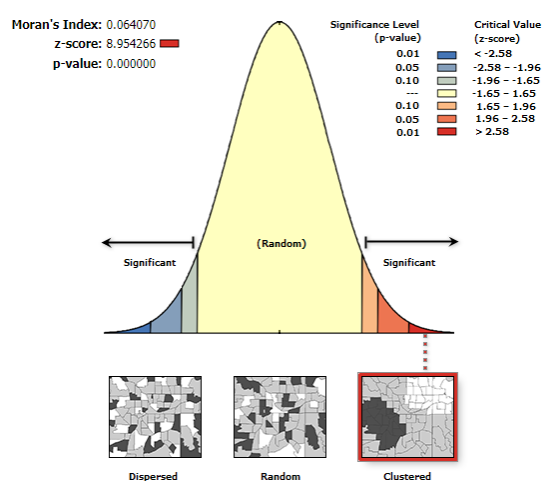 Moran's Index: 0.064070
z-score: 8.954266
p-value: 0.000000
Significance Level
(p-value)
Critical Value
(z-score)
0.01 < -2.58
0.05 -2.58 – -1.96
0.10 -1.96 – -1.65
--- -1.65 – 1.65
0.10 1.65 – 1.96
0.05 1.96 – 2.58
0.01 > 2.58
(Random)
Significant
Significant
Dispersed
Random
Clustered